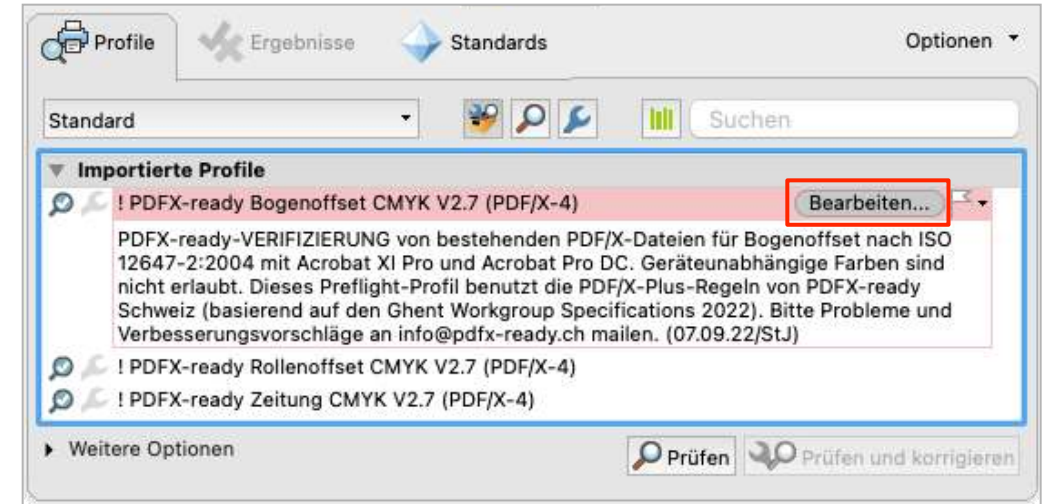 Profile Ergebnisse Standards Optionen
Standard Suchen
Importierte Profile
! PDFX-ready Bogenoffset CMYK V2.7 (PDF/X-4) Bearbeiten...
PDFX-ready-VERIFIZIERUNG von bestehenden PDF/X-Dateien für Bogenoffset nach ISO
12647-2:2004 mit Acrobat XI Pro und Acrobat Pro DC. Geräteunabhängige Farben sind
nicht erlaubt. Dieses Preflight-Profil benutzt die PDF/X-Plus-Regeln von PDFX-ready
Schweiz (basierend auf den Ghent Workgroup Specifications 2022). Bitte Probleme und
Verbesserungsvorschläge an info@pdfx-ready.ch mailen. (07.09.22/StJ)
! PDFX-ready Rollenoffset CMYK V2.7 (PDF/X-4)
! PDFX-ready Zeitung CMYK V2.7 (PDF/X-4)
Weitere Optionen Prüfen Prüfen und korrigieren